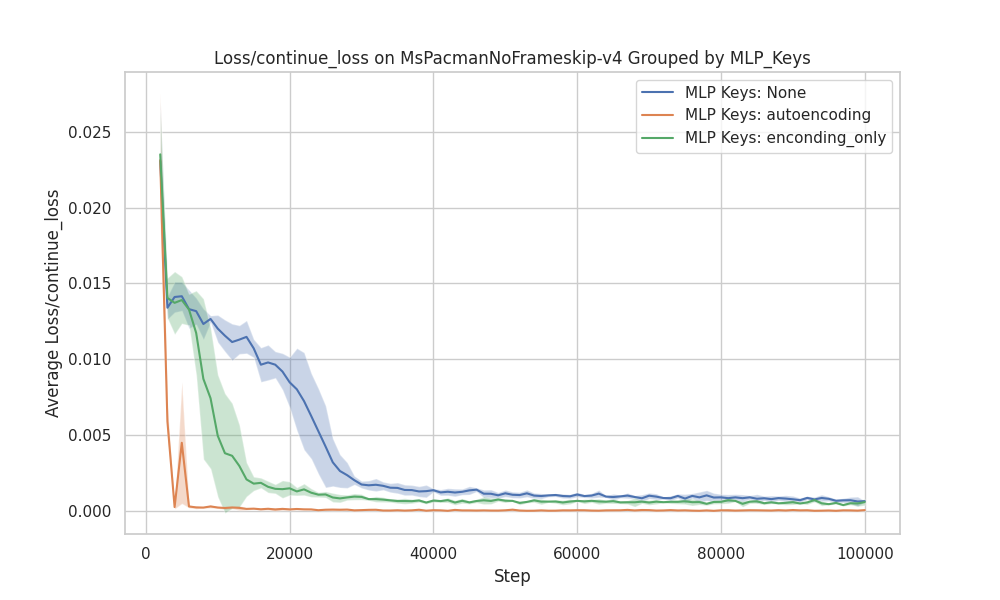 Loss/continue_loss on MsPacmanNoFrameskip-v4 Grouped by MLP_Keys
MLP Keys: None
MLP Keys: autoencoding
MLP Keys: enconding_only
Average Loss/continue_loss
0.025
0.020
0.015
0.010
0.005
0.000
0
20000
40000
60000
80000
100000
Step